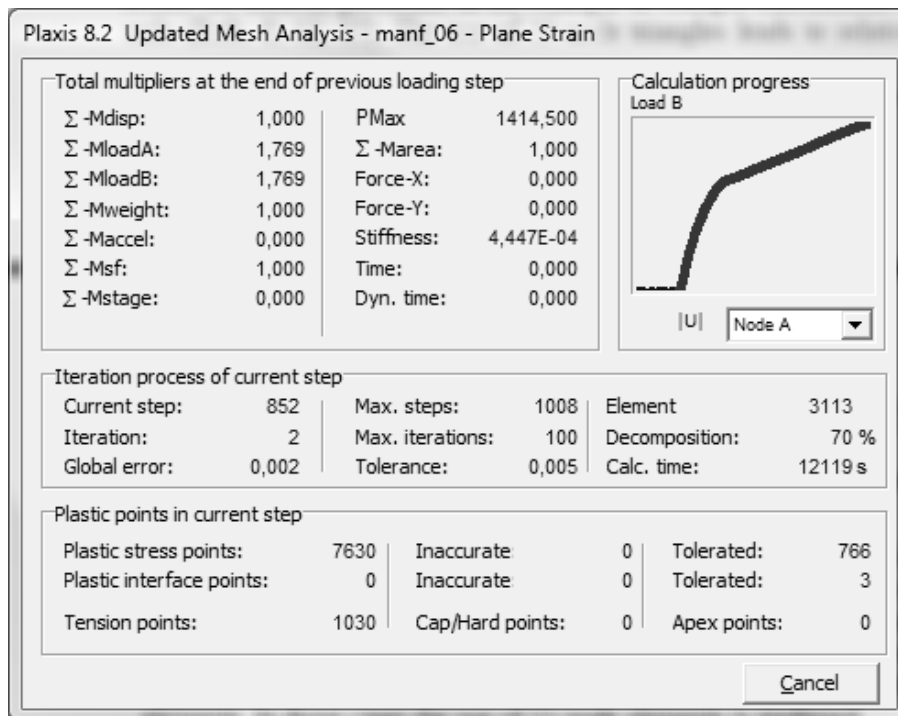 Plaxis 8.2 Updated Mesh Analysis - manf_06 - Plane Strain
Total multipliers at the end of previous loading step
Σ -Mdisp: 1,000 PMax 1414,500
Σ -MloadA: 1,769 Σ -Marea: 1,000
Σ -MloadB: 1,769 Force-X: 0,000
Σ -Mweight: 1,000 Force-Y: 0,000
Σ -Maccel: 0,000 Stiffness: 4,447E-04
Σ -Msf: 1,000 Time: 0,000
Σ -Mstage: 0,000 Dyn. time: 0,000
Calculation progress
Load B
|U| Node A
Iteration process of current step
Current step: 852 Max. steps: 1008 Element 3113
Iteration: 2 Max. iterations: 100 Decomposition: 70 %
Global error: 0,002 Tolerance: 0,005 Calc. time: 12119 s
Plastic points in current step
Plastic stress points: 7630 Inaccurate: 0 Tolerated: 766
Plastic interface points: 0 Inaccurate: 0 Tolerated: 3
Tension points: 1030 Cap/Hard points: 0 Apex points: 0
Cancel